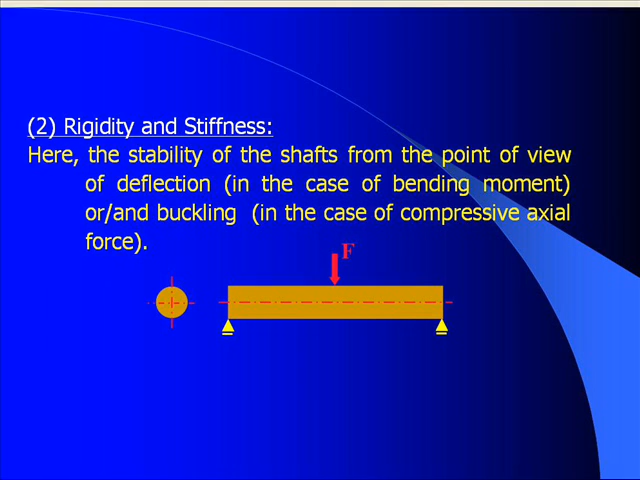 (2) Rigidity and Stiffness:
Here, the stability of the shafts from the point of view
of deflection (in the case of bending moment)
or/and buckling (in the case of compressive axial
force).
F